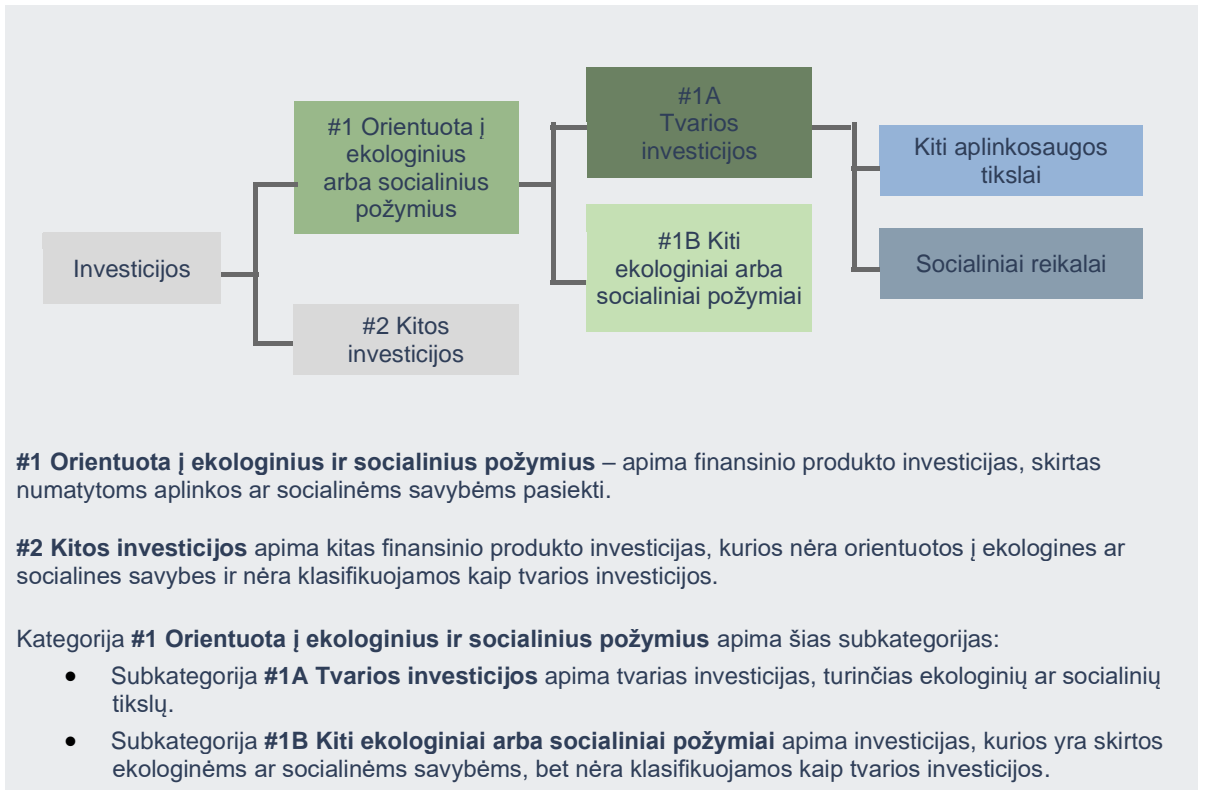 #1 Orientuota į
ekologinius
arba socialinius
požymius
#1A
Tvarios
investicijos
Kiti aplinkosaugos
tikslai
Investicijos
#1B Kiti
ekologiniai arba
socialiniai požymiai
Socialiniai reikalai
#2 Kitos
investicijos
#1 Orientuota į ekologinius ir socialinius požymius – apima finansinio produkto investicijas, skirtas
numatytoms aplinkos ar socialinėms savybėms pasiekti.
#2 Kitos investicijos apima kitas finansinio produkto investicijas, kurios nėra orientuotos į ekologines ar
socialines savybes ir nėra klasifikuojamos kaip tvarios investicijos.
Kategorija #1 Orientuota į ekologinius ir socialinius požymius apima šias subkategorijas:
• Subkategorija #1A Tvarios investicijos apima tvarias investicijas, turinčias ekologinių ar socialinių
tikslų.
• Subkategorija #1B Kiti ekologiniai arba socialiniai požymiai apima investicijas, kurios yra skirtos
ekologinėms ar socialinėms savybėms, bet nėra klasifikuojamos kaip tvarios investicijos.